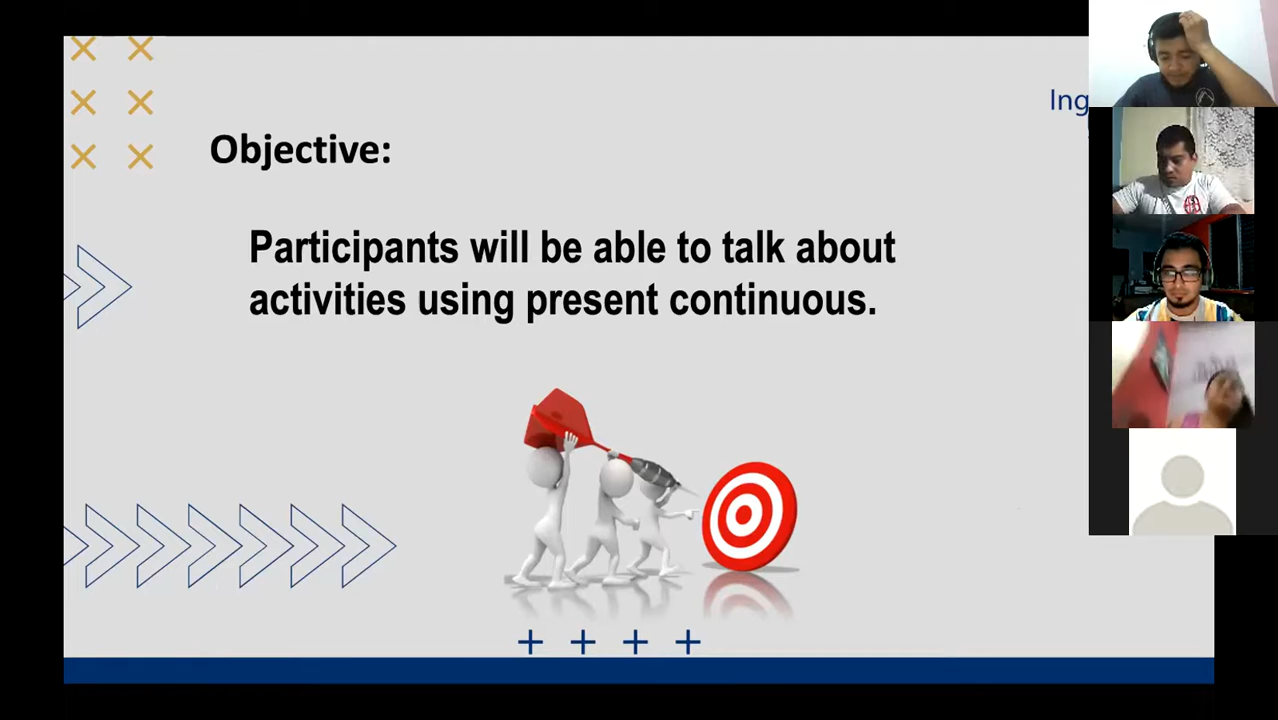 Ing
Objective:
Participants will be able to talk about
activities using present continuous.